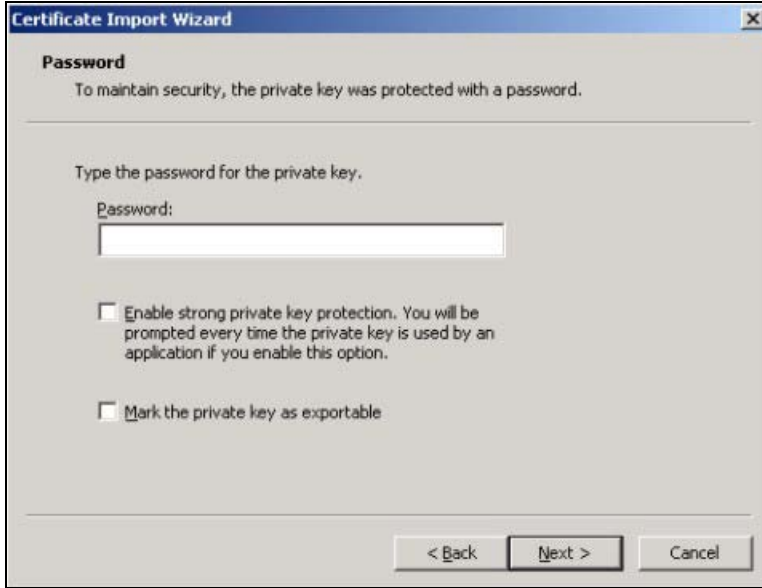 Certificate Import Wizard
Password
To maintain security, the private key was protected with a password.
Type the password for the private key.
Password:
Enable strong private key protection. You will
be prompted every time the private key is used by an
application if you enable this option.
Mark the private key as exportable
< Back
Next >
Cancel